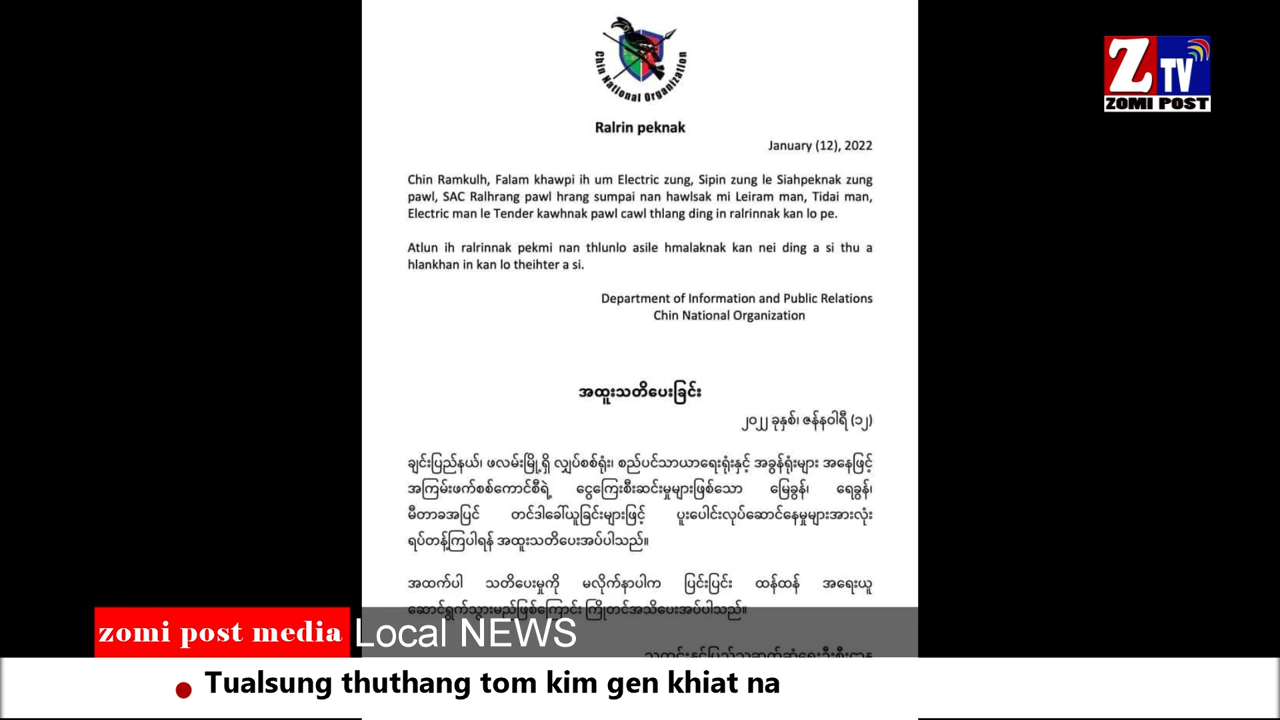 Chin National Organization
Z TV
ZOMI POST
Ralrin peknak
January (12), 2022
Chin Ramkulh, Falam khawpi ih um Electric zung, Sipin zung le Siahpeknak zung
pawl, SAC Ralhrang pawl hrang sumpai nan hawlsak mi Leiram man, Tidai man,
Electric man le Tender kawhnak pawl cawl thlang ding in ralrinnak kan lo pe.
Atlun ih ralrinnak pekmi nan thlunlo asile hmalaknak kan nei ding a si thu a
hlankhan in kan lo theihter a si.
Department of Information and Public Relations
Chin National Organization
အထူးသတိပေးခြင်း
၂၀၂၂ ခုနှစ်၊ ဇန်နဝါရီ (၁၂)
ချင်းပြည်နယ်၊ ဖလမ်းမြို့ရှိ လျှပ်စစ်ရုံး၊ စည်ပင်သာယာရေးရုံးနှင့် အခွန်ရုံးများ အနေဖြင့်
အကြမ်းဖက်စစ်ကောင်စီရဲ့ ငွေကြေးစီးဆင်းမှုများဖြစ်သော မြေခွန်၊ ရေခွန်၊
မီတာခအပြင် တင်ဒါခေါ်ယူခြင်းများဖြင့် ပူးပေါင်းလုပ်ဆောင်နေမှုများအားလုံး
ရပ်တန့်ကြပါရန် အထူးသတိပေးအပ်ပါသည်။
အထက်ပါ သတိပေးမှုကို မလိုက်နာပါက ပြင်းပြင်း ထန်ထန် အရေးယူ
ဆောင်ရွက်သွားမည်ဖြစ်ကြောင်း ကြိုတင်အသိပေးအပ်ပါသည်။
zomi post media Local NEWS
Tualsung thuthang tom kim gen khiat na